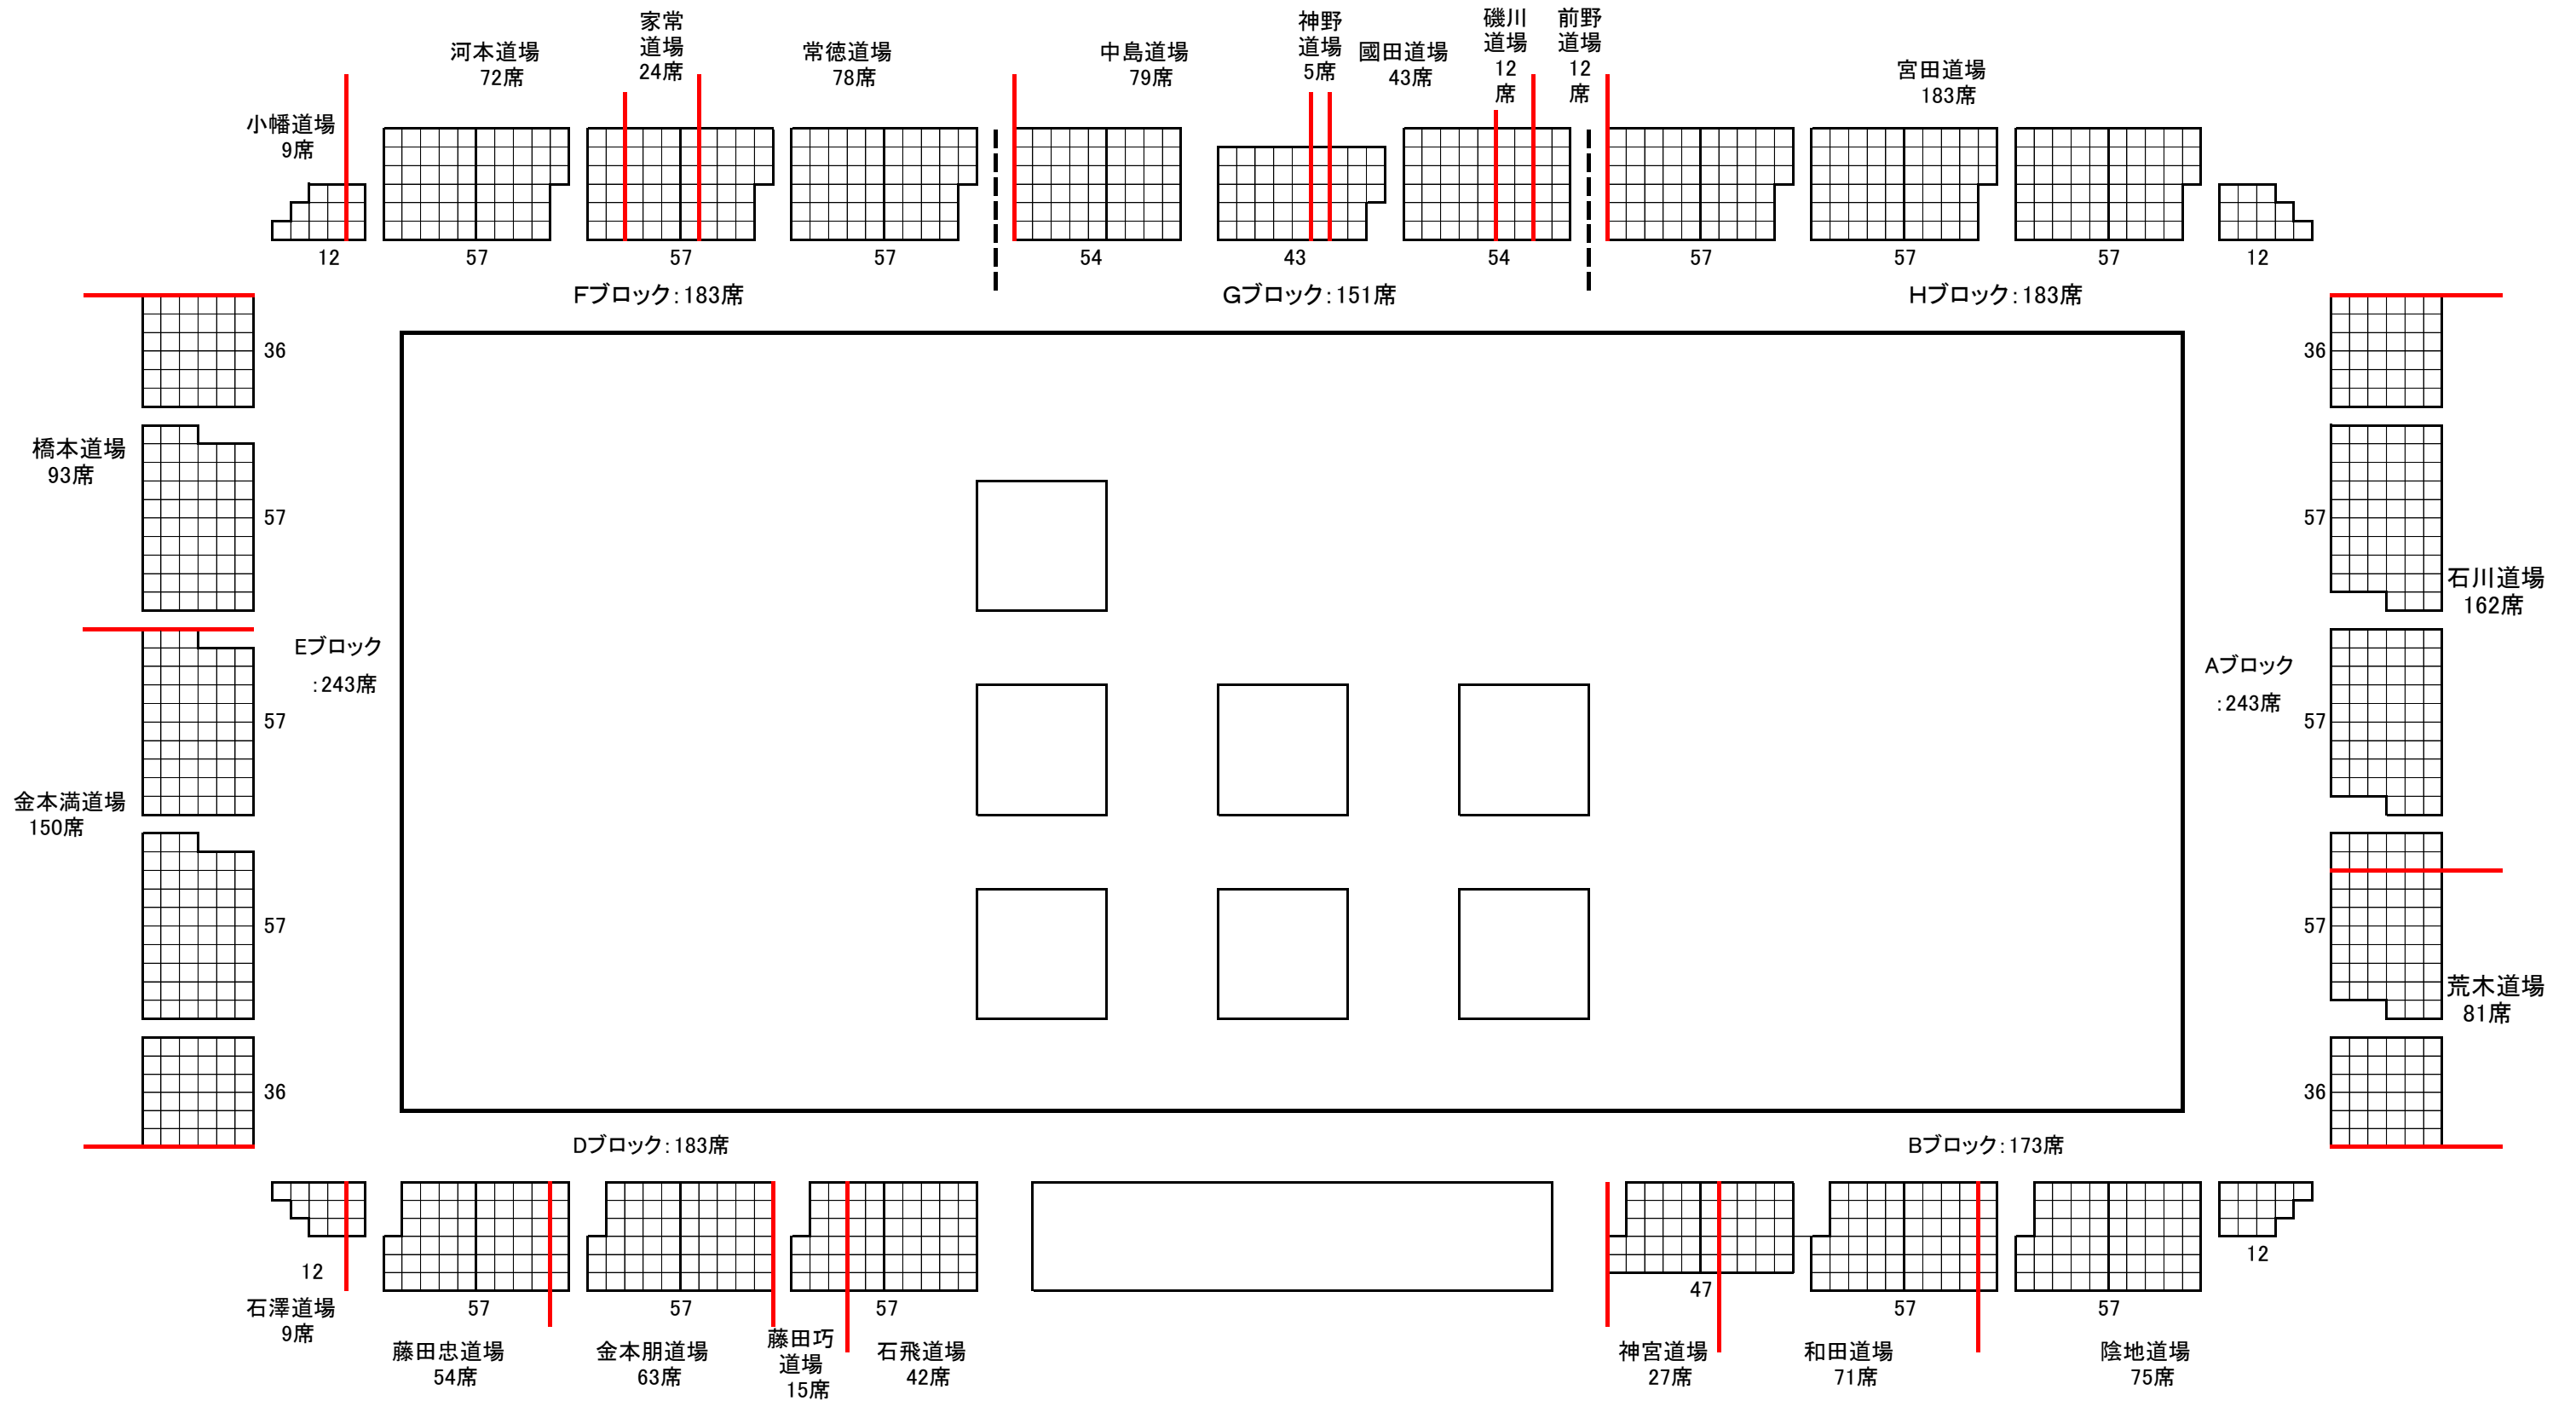 小幡道場
9席
河本道場
72席
家常
道場
24席
常徳道場
78席
中島道場
79席
神野
道場
5席
國田道場
43席
磯川
道場
12
席
前野
道場
12
席
宮田道場
183席
12
57
57
57
54
43
54
57
57
57
12
Fブロック:183席
Gブロック:151席
Hブロック:183席
36
橋本道場
93席
57
Eブロック
:243席
57
金本満道場
150席
57
36
36
57
石川道場
162席
Aブロック
:243席
57
57
荒木道場
81席
36
Dブロック:183席
Bブロック:173席
12
57
57
57
47
57
57
12
石澤道場
9席
藤田忠道場
54席
金本朋道場
63席
藤田巧
道場
15席
石飛道場
42席
神宮道場
27席
和田道場
71席
陰地道場
75席